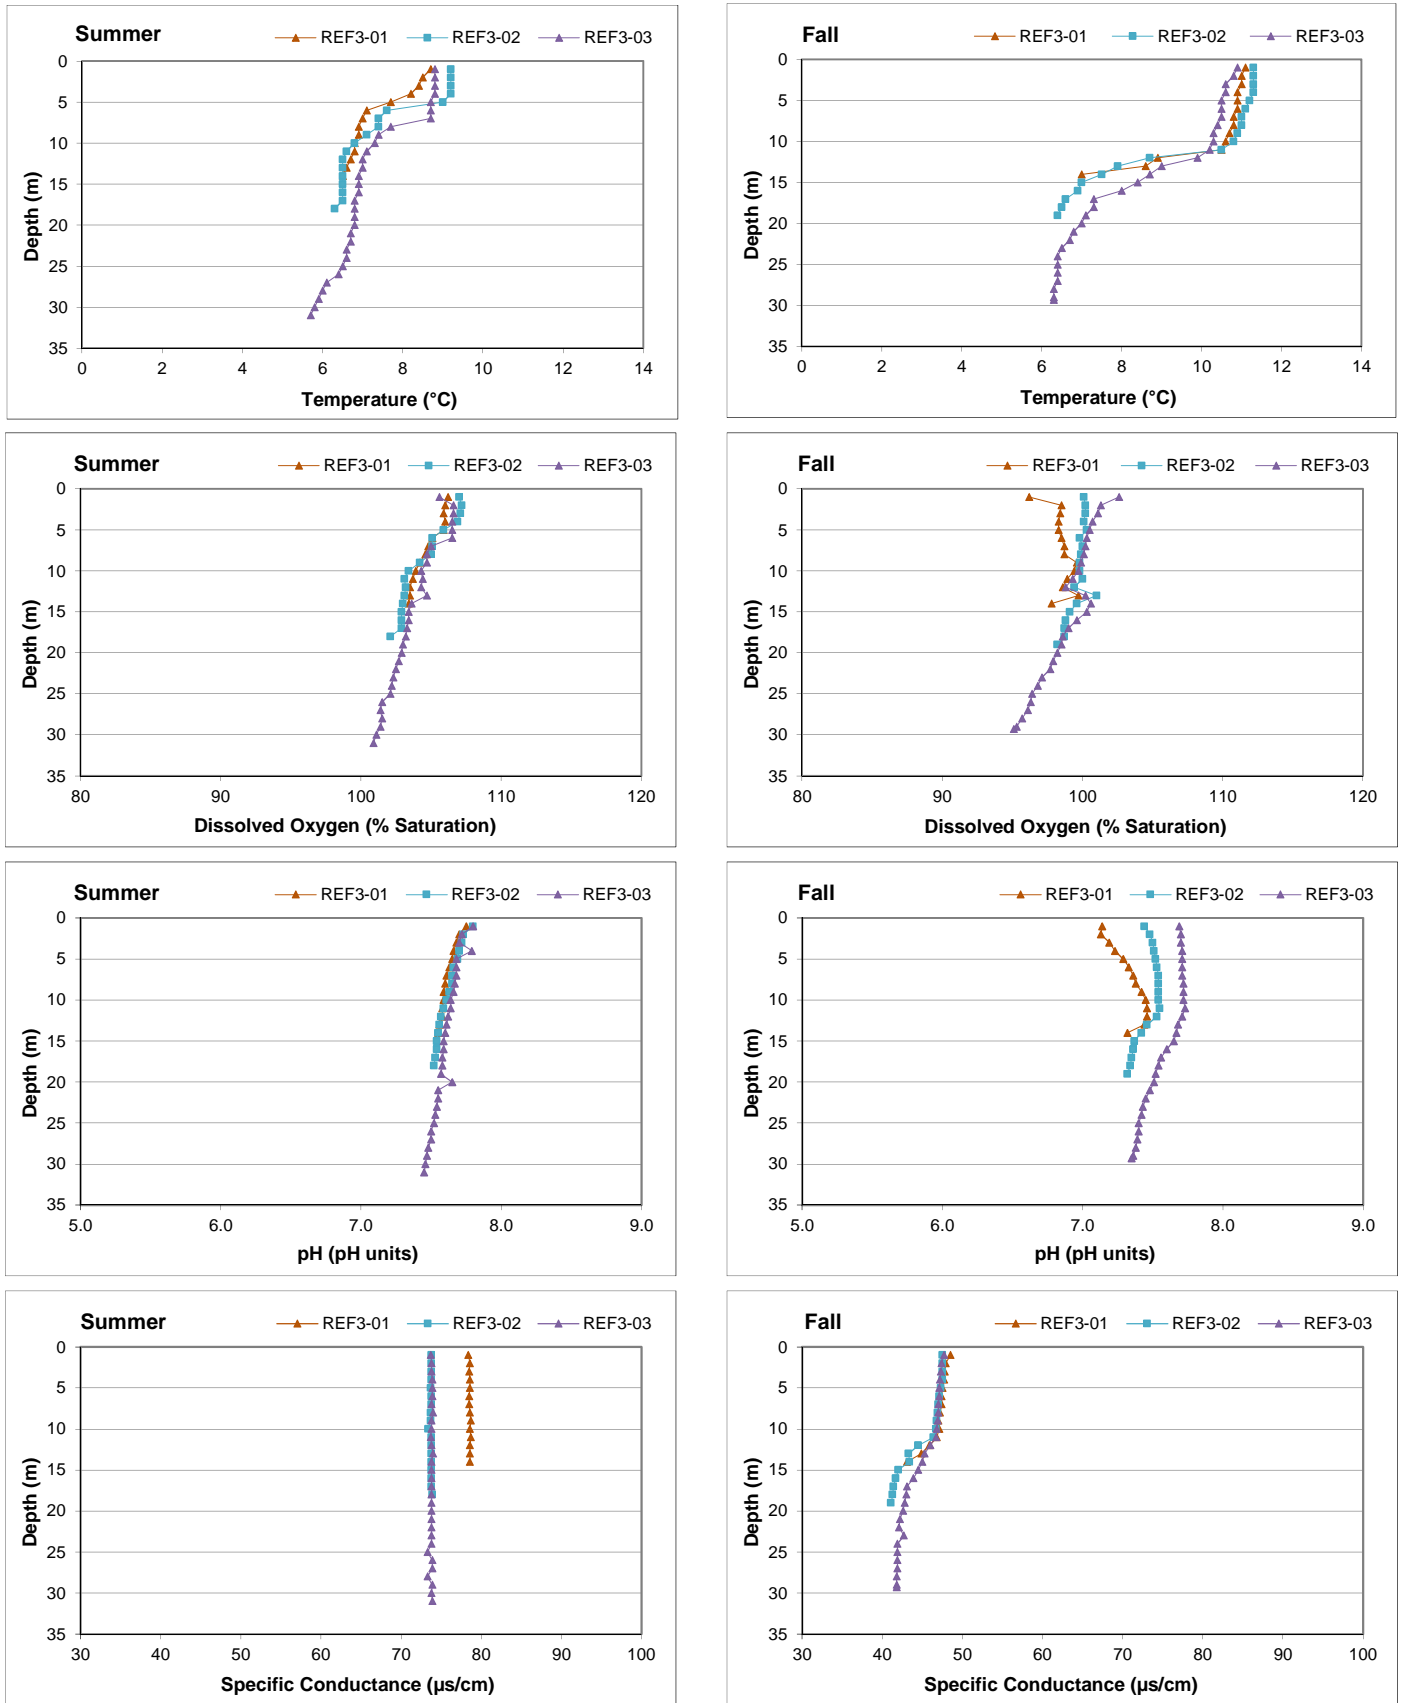 Summer
REF3-01 REF3-02 REF3-03
0
5
10
15
20
25
30
35
Depth (m)
0 2 4 6 8 10 12 14
Temperature (°C)
Fall
REF3-01 REF3-02 REF3-03
0
5
10
15
20
25
30
35
Depth (m)
0 2 4 6 8 10 12 14
Temperature (°C)
Summer
REF3-01 REF3-02 REF3-03
0
5
10
15
20
25
30
35
Depth (m)
80 90 100 110 120
Dissolved Oxygen (% Saturation)
Fall
REF3-01 REF3-02 REF3-03
0
5
10
15
20
25
30
35
Depth (m)
80 90 100 110 120
Dissolved Oxygen (% Saturation)
Summer
REF3-01 REF3-02 REF3-03
0
5
10
15
20
25
30
35
Depth (m)
5.0 6.0 7.0 8.0 9.0
pH (pH units)
Fall
REF3-01 REF3-02 REF3-03
0
5
10
15
20
25
30
35
Depth (m)
5.0 6.0 7.0 8.0 9.0
pH (pH units)
Summer
REF3-01 REF3-02 REF3-03
0
5
10
15
20
25
30
35
Depth (m)
30 40 50 60 70 80 90 100
Specific Conductance (µs/cm)
Fall
REF3-01 REF3-02 REF3-03
0
5
10
15
20
25
30
35
Depth (m)
30 40 50 60 70 80 90 100
Specific Conductance (µs/cm)